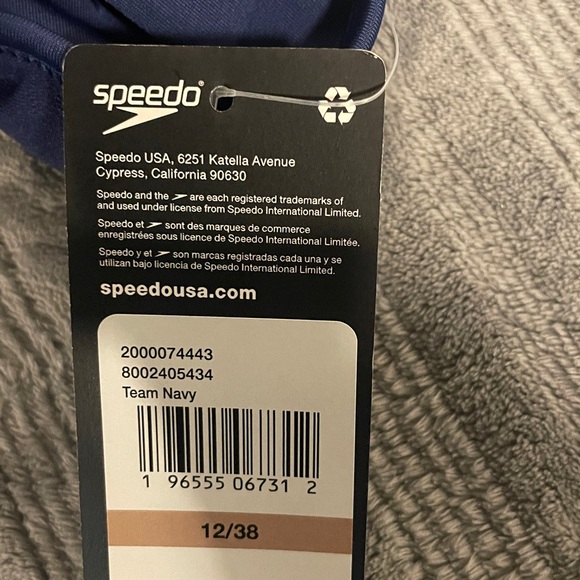 speedo®
Speedo USA, 6251 Katella Avenue
Cypress, California 90630
Speedo and the are each registered trademarks of
and used under license from Speedo International Limited.
Speedo et sont des marques de commerce
enregistrées sous licence de Speedo International Limitée.
Speedo y et son marcas registradas cada una y se
utilizan bajo licencia de Speedo International Limited.
speedousa.com
2000074443
8002405434
Team Navy
1 96555 06731 2
12/38